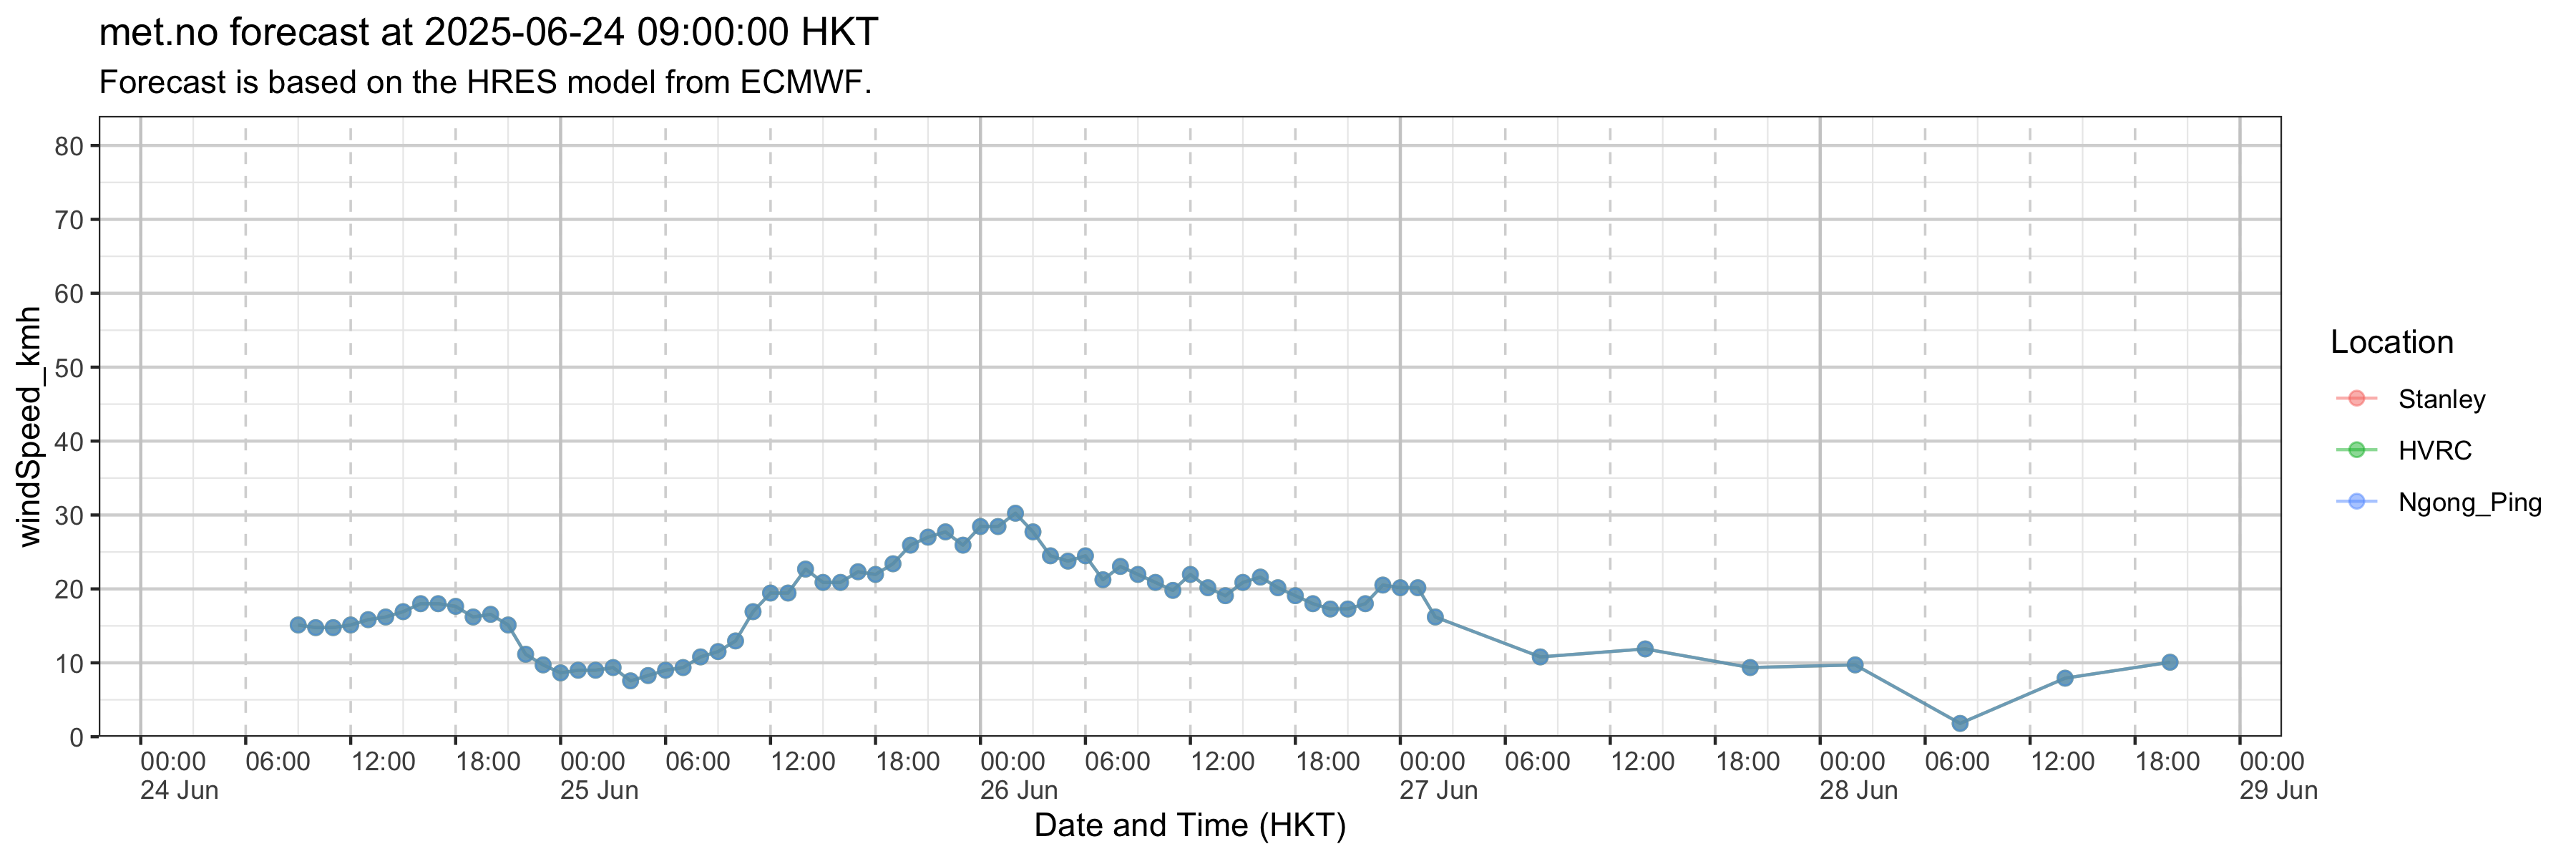 met.no forecast at 2025-06-24 09:00:00 HKT
Forecast is based on the HRES model from ECMWF.
windSpeed_kmh
80
70
60
50
40
30
20
10
0
00:00 06:00 12:00 18:00 00:00 06:00 12:00 18:00 00:00 06:00 12:00 18:00 00:00 06:00 12:00 18:00 00:00 06:00 12:00 18:00 00:00
24 Jun 25 Jun 26 Jun 27 Jun 28 Jun 29 Jun
Date and Time (HKT)
Location
Stanley
HVRC
Ngong_Ping